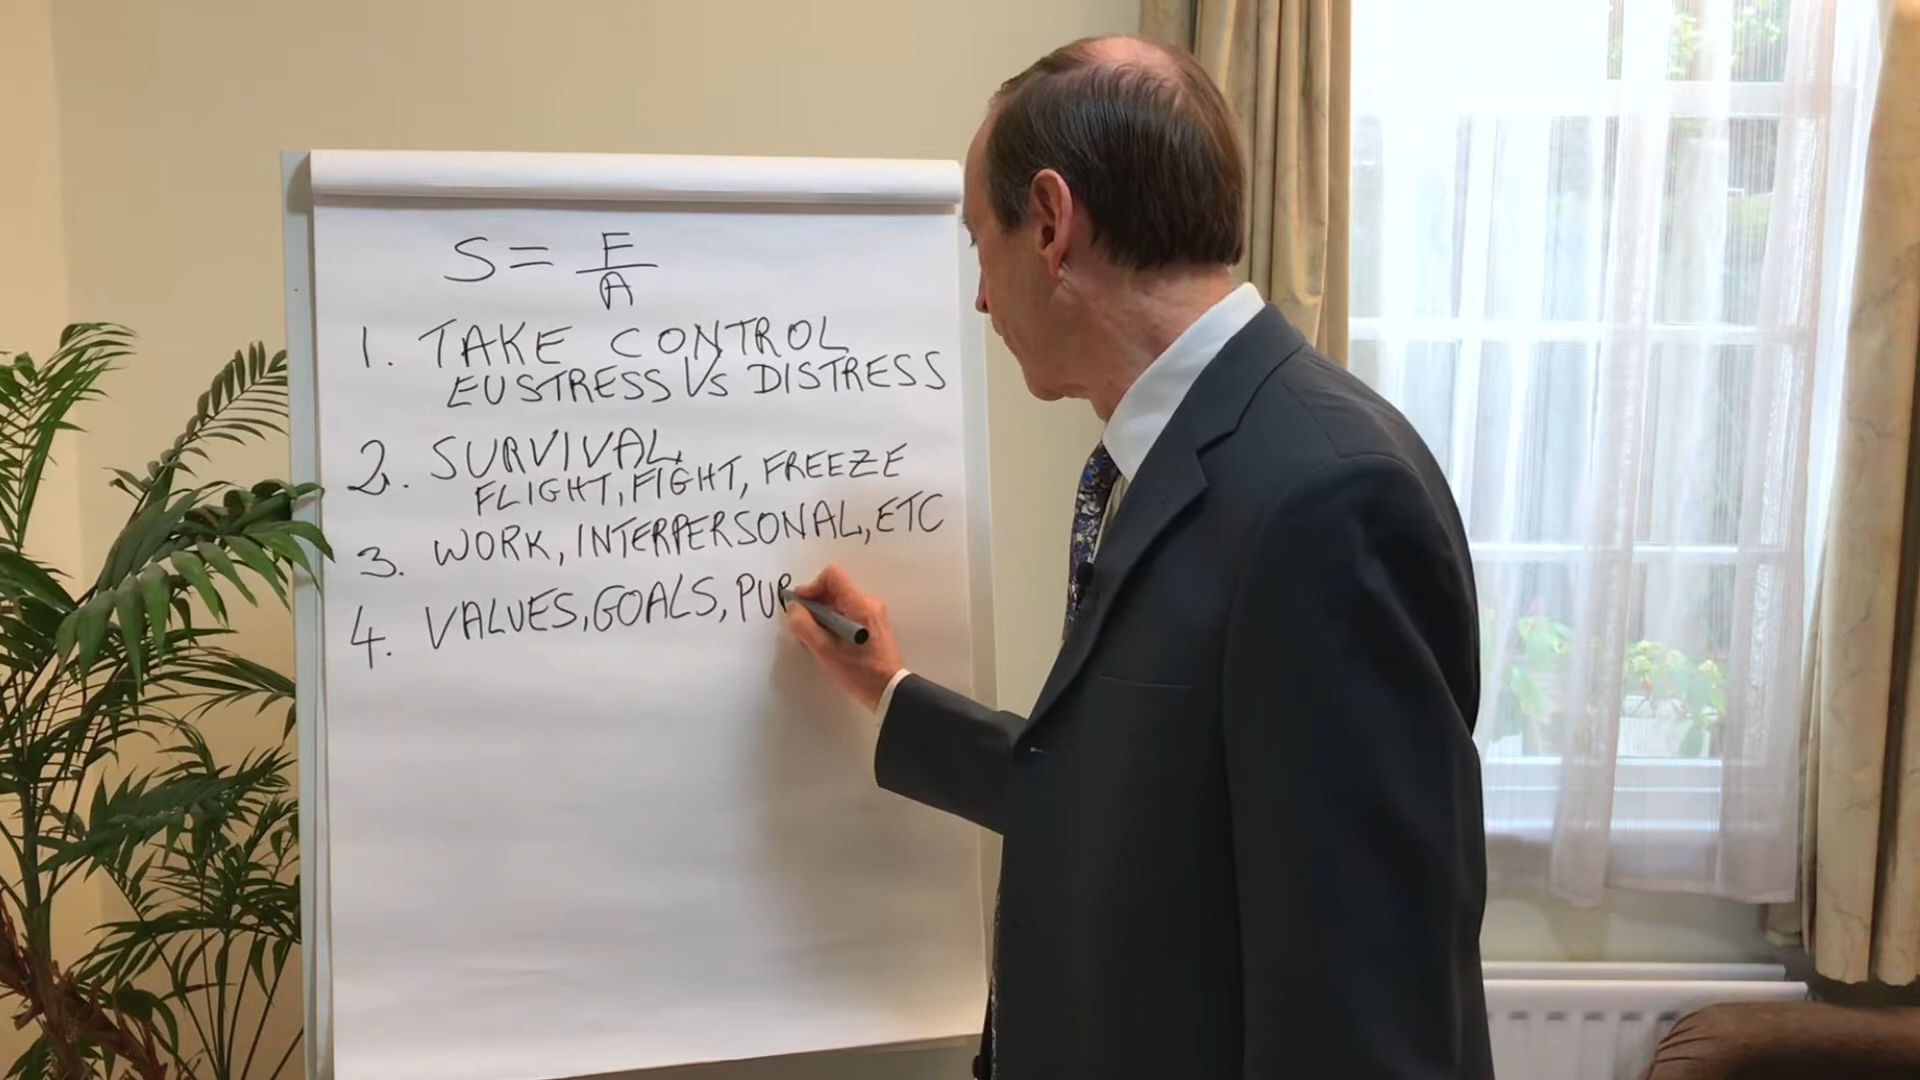 S = F
A
1. TAKE CONTROL
EUSTRESS VS DISTRESS
2. SURVIVAL.
FLIGHT, FIGHT, FREEZE
3. WORK, INTERPERSONAL, ETC
4. VALUES, GOALS, PUR